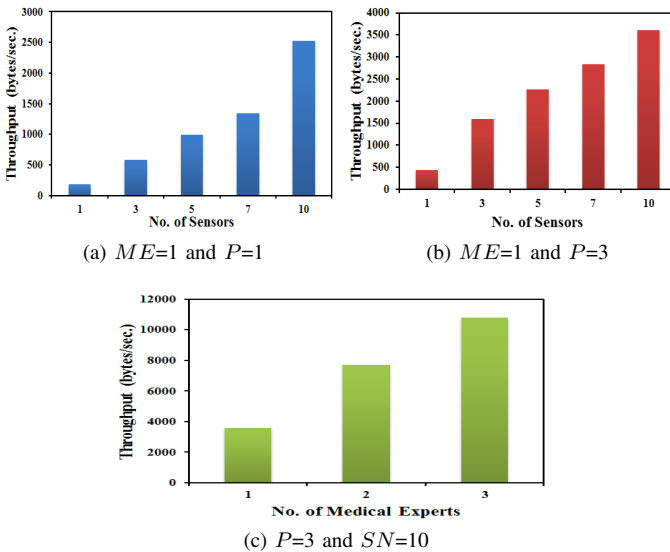 3000
2500
2000
1500
1000
500
0
Throughput (bytes/sec.)
1 3 5 7 10
No. of Sensors
(a) ME=1 and P=1
4000
3500
3000
2500
2000
1500
1000
500
0
Throughput (bytes/sec.)
1 3 5 7 10
No. of Sensors
(b) ME=1 and P=3
12000
10000
8000
6000
4000
2000
0
Throughput (bytes/sec.)
1 2 3
No. of Medical Experts
(c) P=3 and SN=10